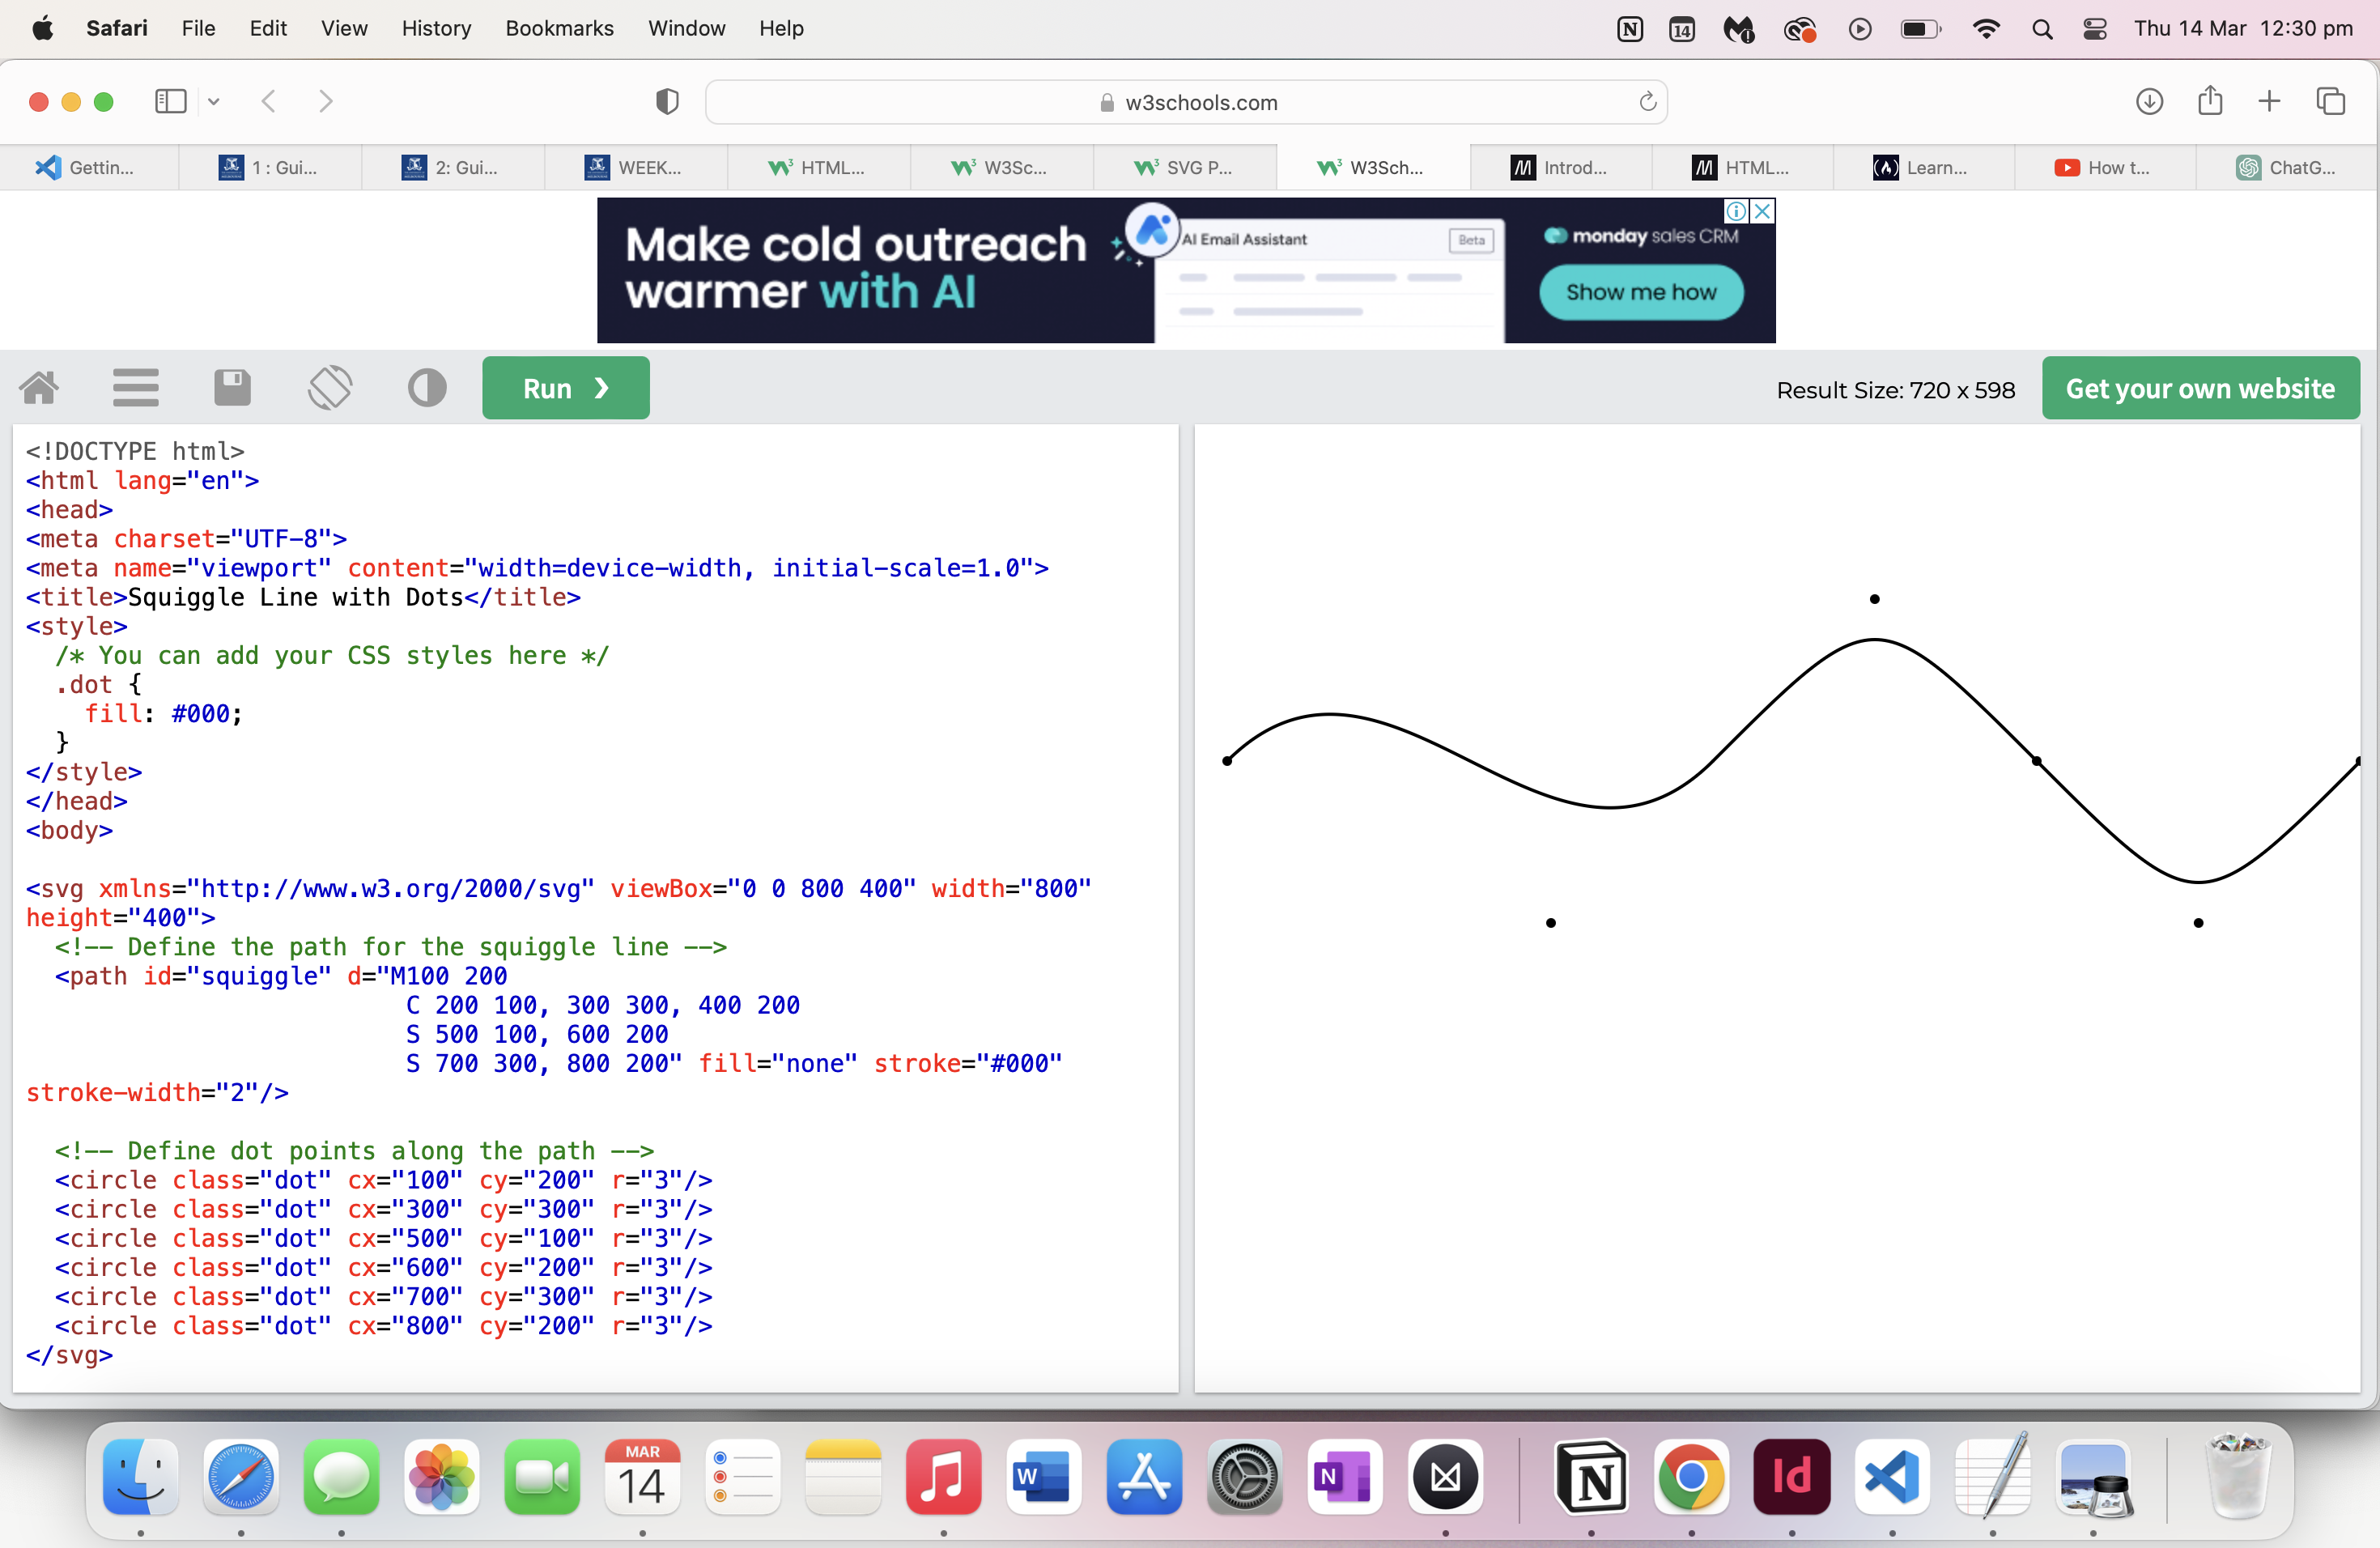 Safari File Edit View History Bookmarks Window Help 14 Thu 14 Mar 12:30 pm
w3schools.com
Gettin... 1 : Gui... 2: Gui... WEEK... HTML... W3Sc... SVG P... W3Sch... Introd... HTML... Learn... How t... ChatG...
Make cold outreach
warmer with AI
AI Email Assistant Beta
monday sales CRM
Show me how
Run ❯ Result Size: 720 x 598 Get your own website
<!DOCTYPE html>
<html lang="en">
<head>
<meta charset="UTF-8">
<meta name="viewport" content="width=device-width, initial-scale=1.0">
<title>Squiggle Line with Dots</title>
<style>
  /* You can add your CSS styles here */
  .dot {
    fill: #000;
  }
</style>
</head>
<body>
<svg xmlns="http://www.w3.org/2000/svg" viewBox="0 0 800 400" width="800"
height="400">
  <!-- Define the path for the squiggle line -->
  <path id="squiggle" d="M100 200
                          C 200 100, 300 300, 400 200
                          S 500 100, 600 200
                          S 700 300, 800 200" fill="none" stroke="#000"
stroke-width="2"/>
  <!-- Define dot points along the path -->
  <circle class="dot" cx="100" cy="200" r="3"/>
  <circle class="dot" cx="300" cy="300" r="3"/>
  <circle class="dot" cx="500" cy="100" r="3"/>
  <circle class="dot" cx="600" cy="200" r="3"/>
  <circle class="dot" cx="700" cy="300" r="3"/>
  <circle class="dot" cx="800" cy="200" r="3"/>
</svg>
MAR
14
W
N
N
Id